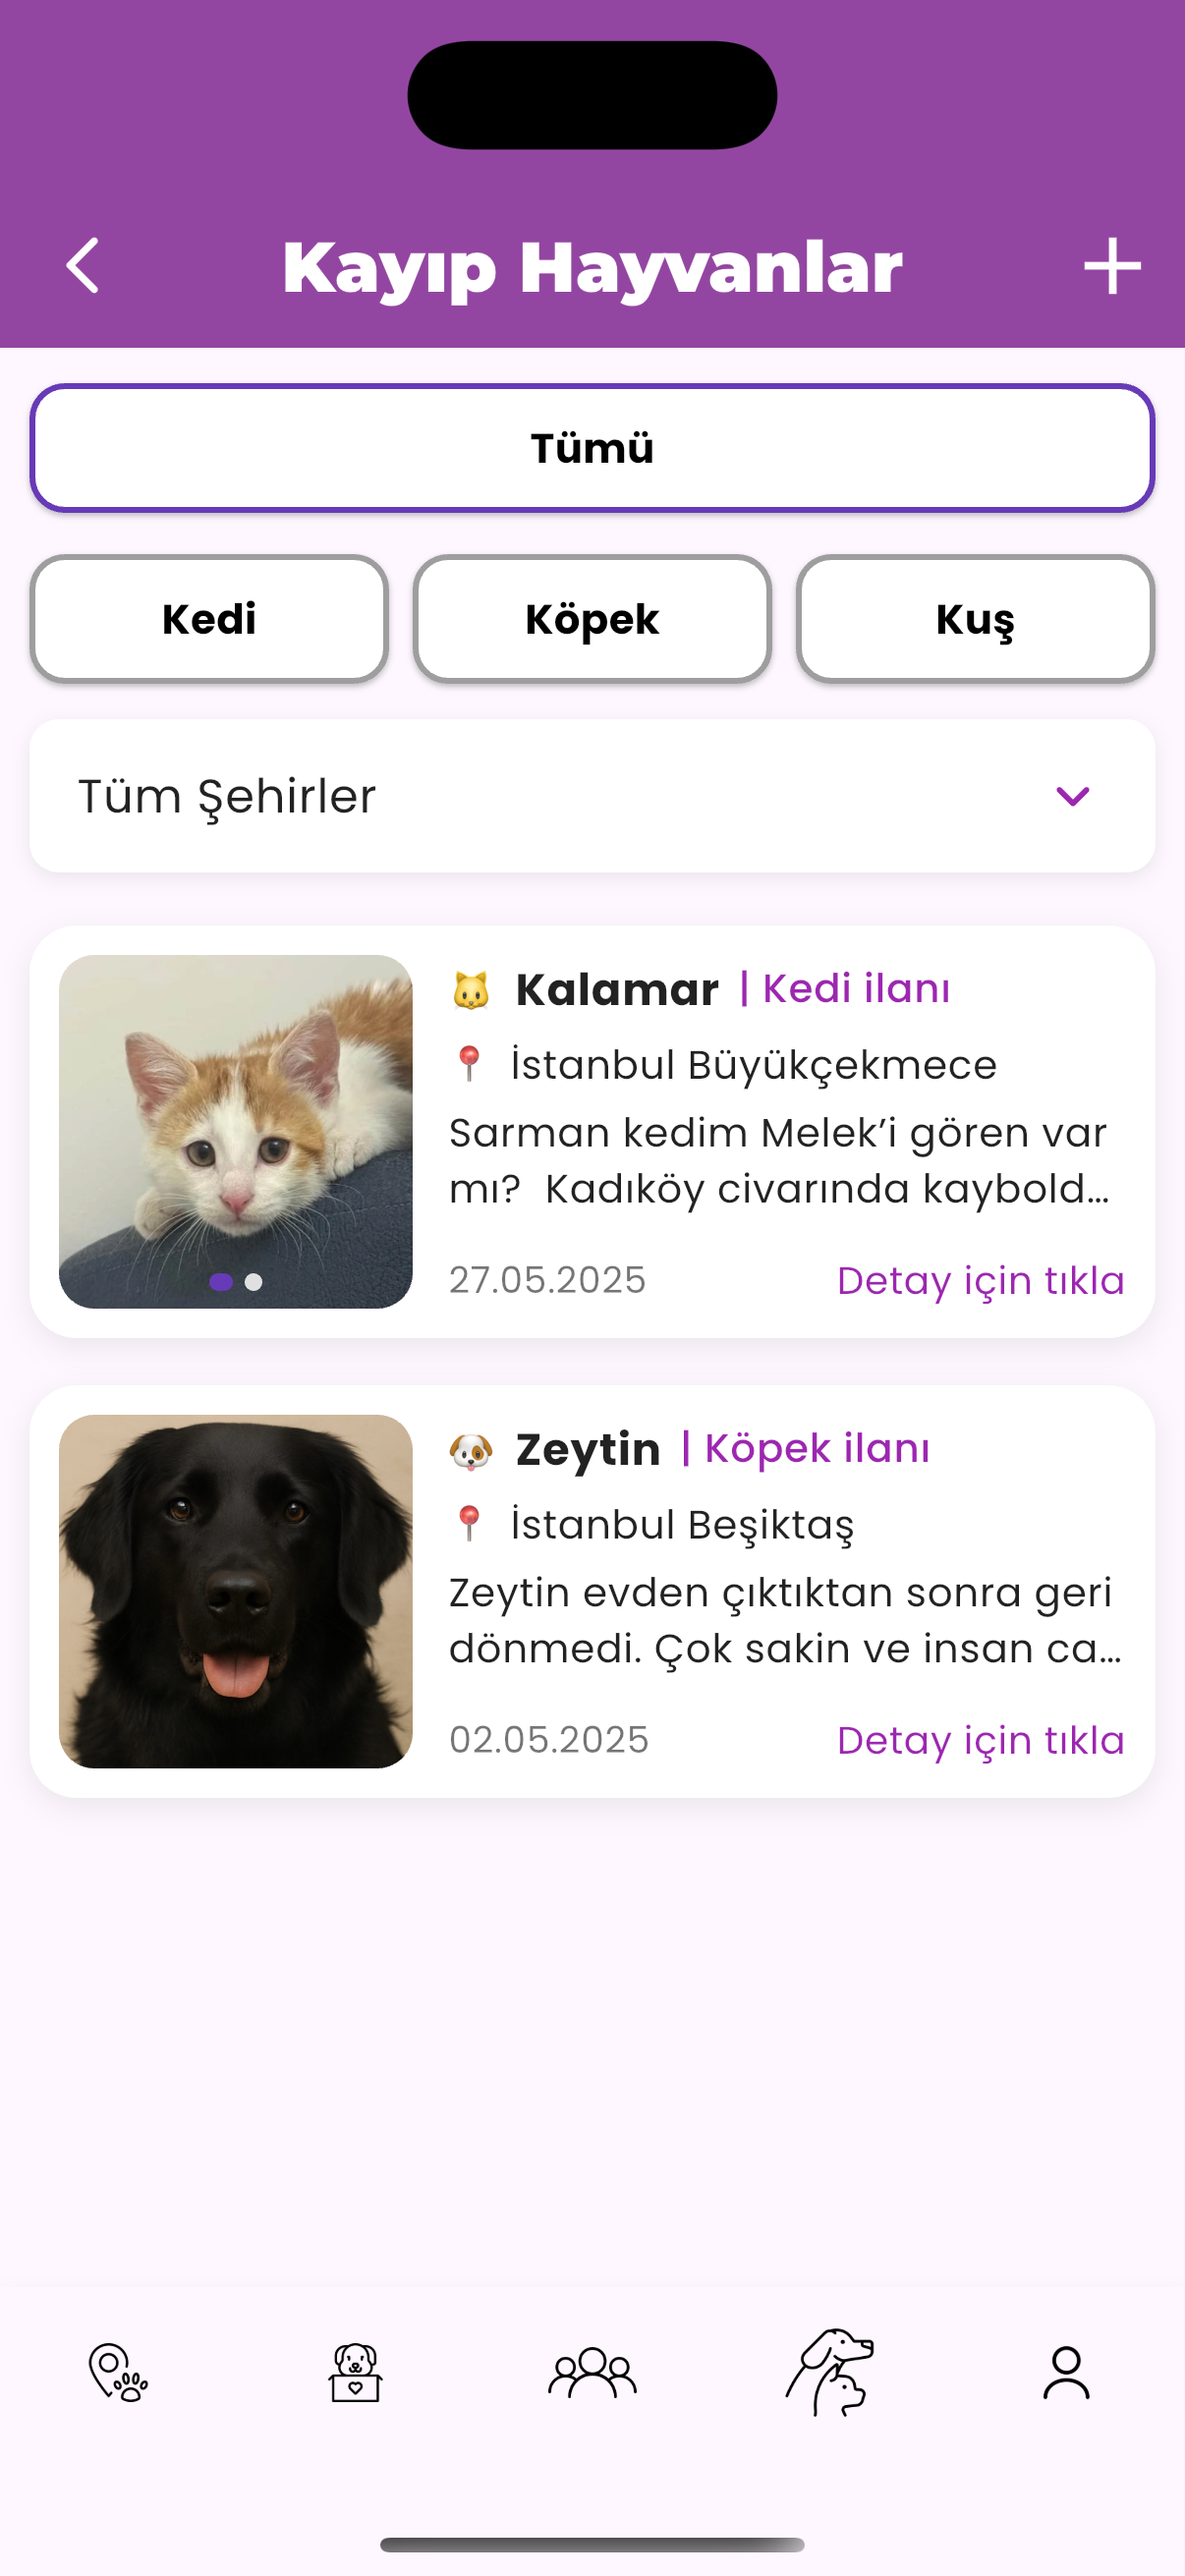 Kayıp Hayvanlar
Tümü
Kedi
Köpek
Kuş
Tüm Şehirler
Kalamar | Kedi ilanı
İstanbul Büyükçekmece
Sarman kedim Melek’i gören var
mı?  Kadıköy civarında kaybold...
27.05.2025
Detay için tıkla
Zeytin | Köpek ilanı
İstanbul Beşiktaş
Zeytin evden çıktıktan sonra geri
dönmedi. Çok sakin ve insan ca...
02.05.2025
Detay için tıkla